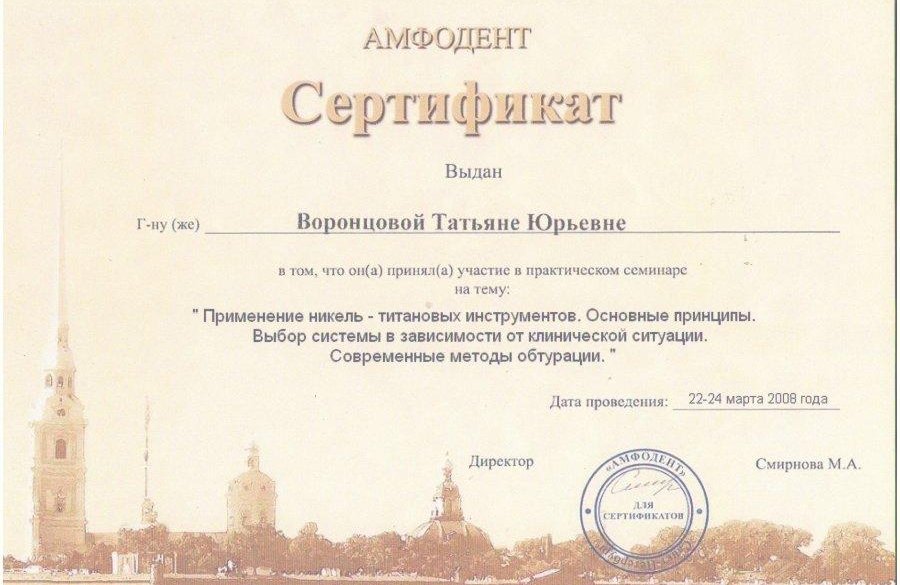 АМФОДЕНТ
Сертификат
Выдан
Г-ну (же) Воронцовой Татьяне Юрьевне
в том, что он(а) принял(а) участие в практическом семинаре
на тему:
" Применение никель - титановых инструментов. Основные принципы.
Выбор системы в зависимости от клинической ситуации.
Современные методы обтурации. "
Дата проведения: 22-24 марта 2008 года
Директор
Смирнова М.А.
«АМФОДЕНТ»
ДЛЯ
СЕРТИФИКАТОВ